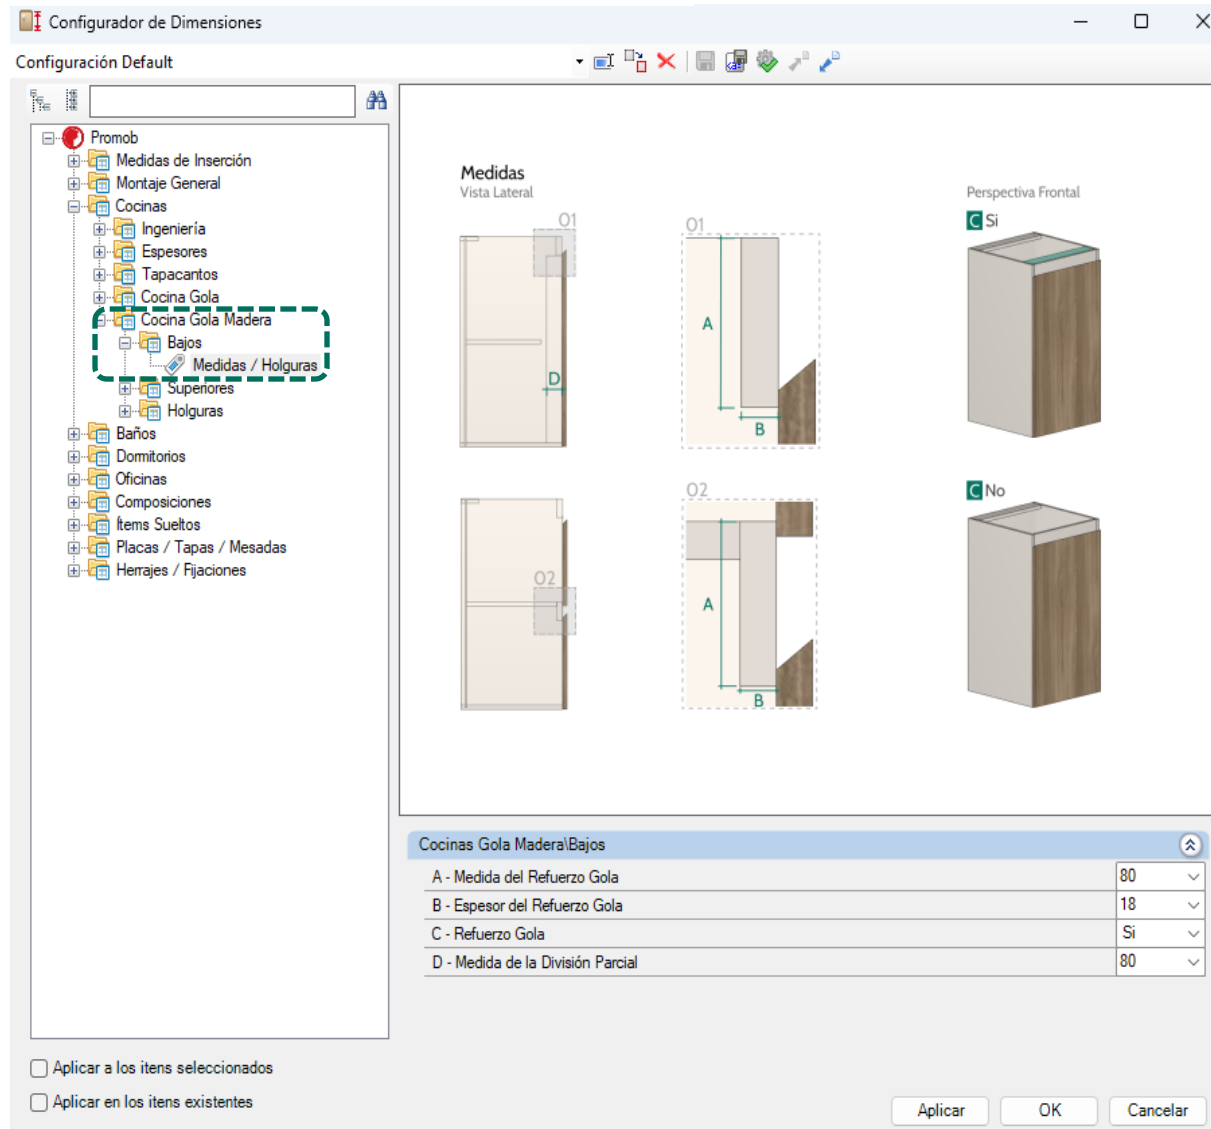 Configurador de Dimensiones
Configuración Default
Promob
Medidas de Inserción
Montaje General
Cocinas
Ingeniería
Espesores
Tapacantos
Cocina Gola
Cocina Gola Madera
Bajos
Medidas / Holguras
Superiores
Holguras
Baños
Dormitorios
Oficinas
Composiciones
Ítems Sueltos
Placas / Tapas / Mesadas
Herrajes / Fijaciones
Medidas
Vista Lateral
Perspectiva Frontal
01
01
C Si
A
D
B
02
C No
02
A
B
Cocinas Gola Madera\Bajos
A - Medida del Refuerzo Gola 80
B - Espesor del Refuerzo Gola 18
C - Refuerzo Gola Si
D - Medida de la División Parcial 80
Aplicar a los itens seleccionados
Aplicar en los itens existentes
Aplicar OK Cancelar